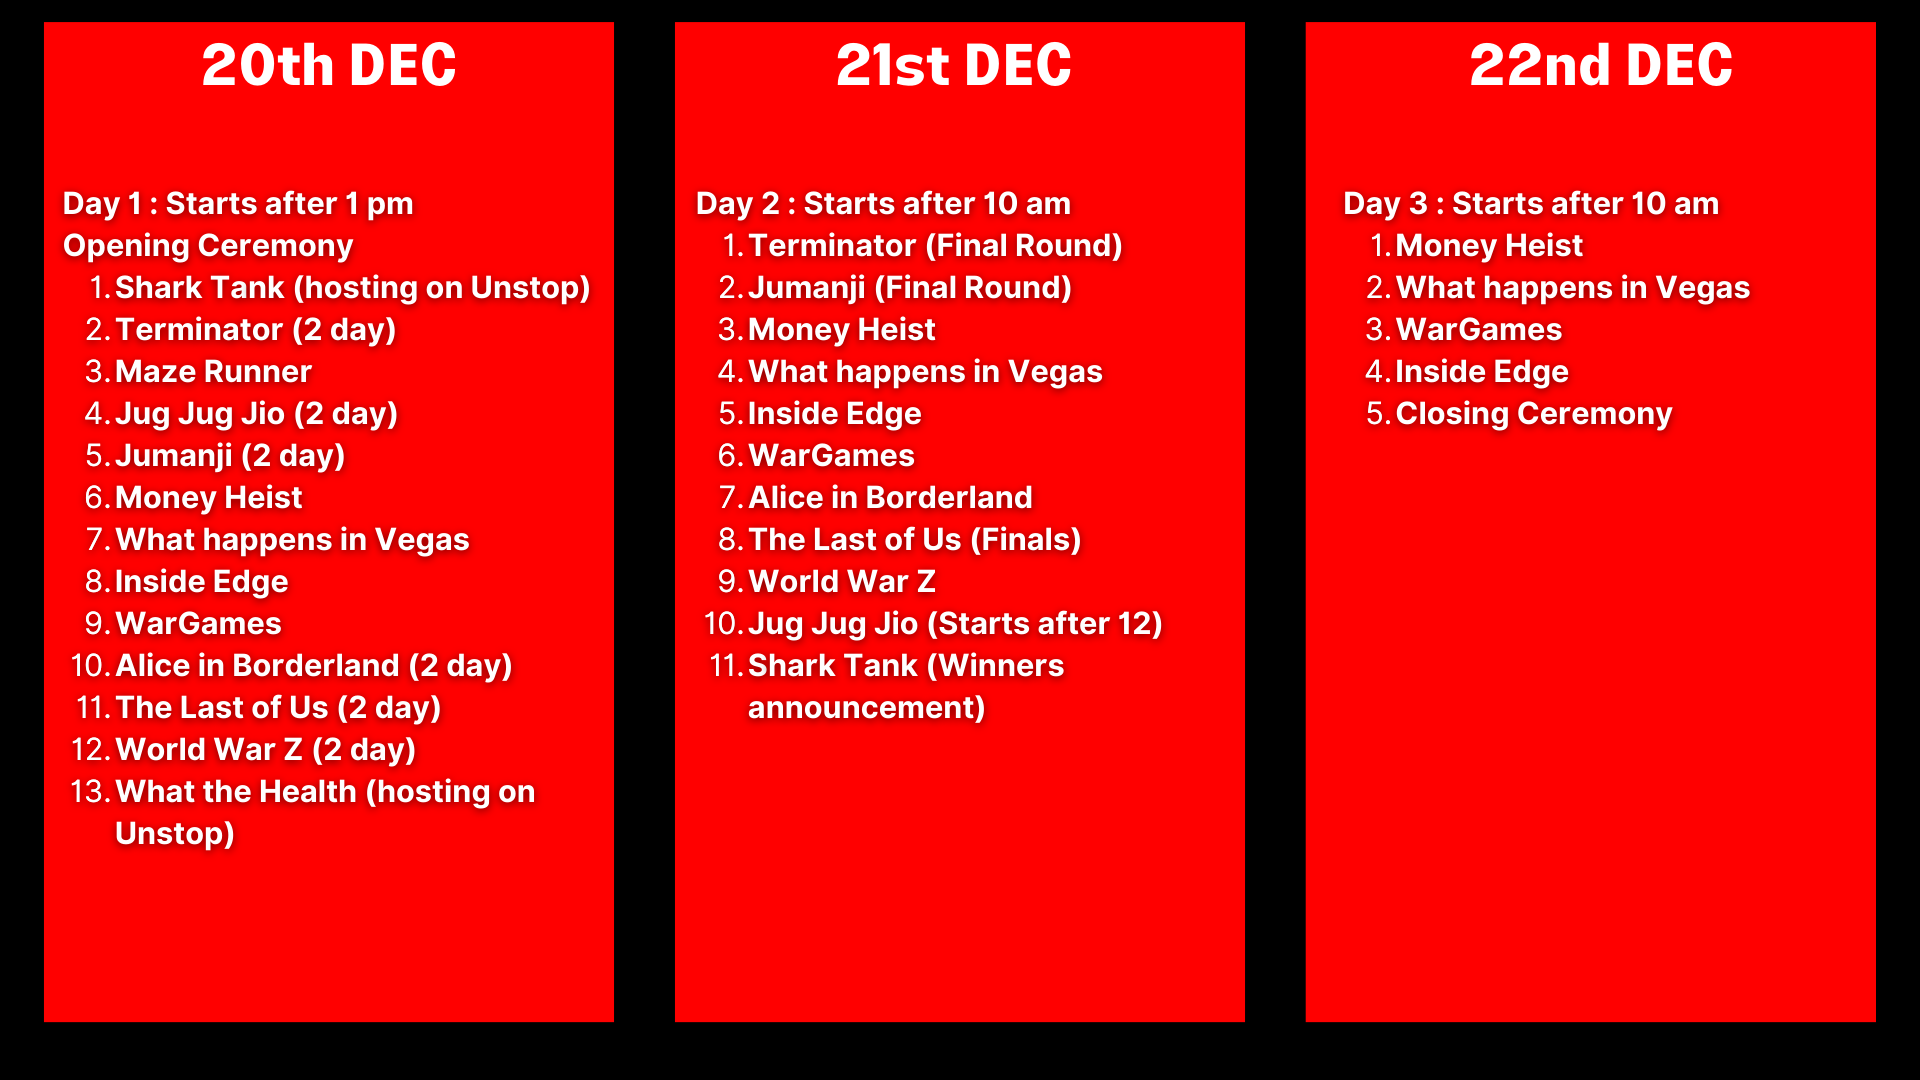 20th DEC
Day 1 : Starts after 1 pm
Opening Ceremony
1. Shark Tank (hosting on Unstop)
2. Terminator (2 day)
3. Maze Runner
4. Jug Jug Jio (2 day)
5. Jumanji (2 day)
6. Money Heist
7. What happens in Vegas
8. Inside Edge
9. WarGames
10. Alice in Borderland (2 day)
11. The Last of Us (2 day)
12. World War Z (2 day)
13. What the Health (hosting on
Unstop)
21st DEC
Day 2 : Starts after 10 am
1. Terminator (Final Round)
2. Jumanji (Final Round)
3. Money Heist
4. What happens in Vegas
5. Inside Edge
6. WarGames
7. Alice in Borderland
8. The Last of Us (Finals)
9. World War Z
10. Jug Jug Jio (Starts after 12)
11. Shark Tank (Winners
announcement)
22nd DEC
Day 3 : Starts after 10 am
1. Money Heist
2. What happens in Vegas
3. WarGames
4. Inside Edge
5. Closing Ceremony